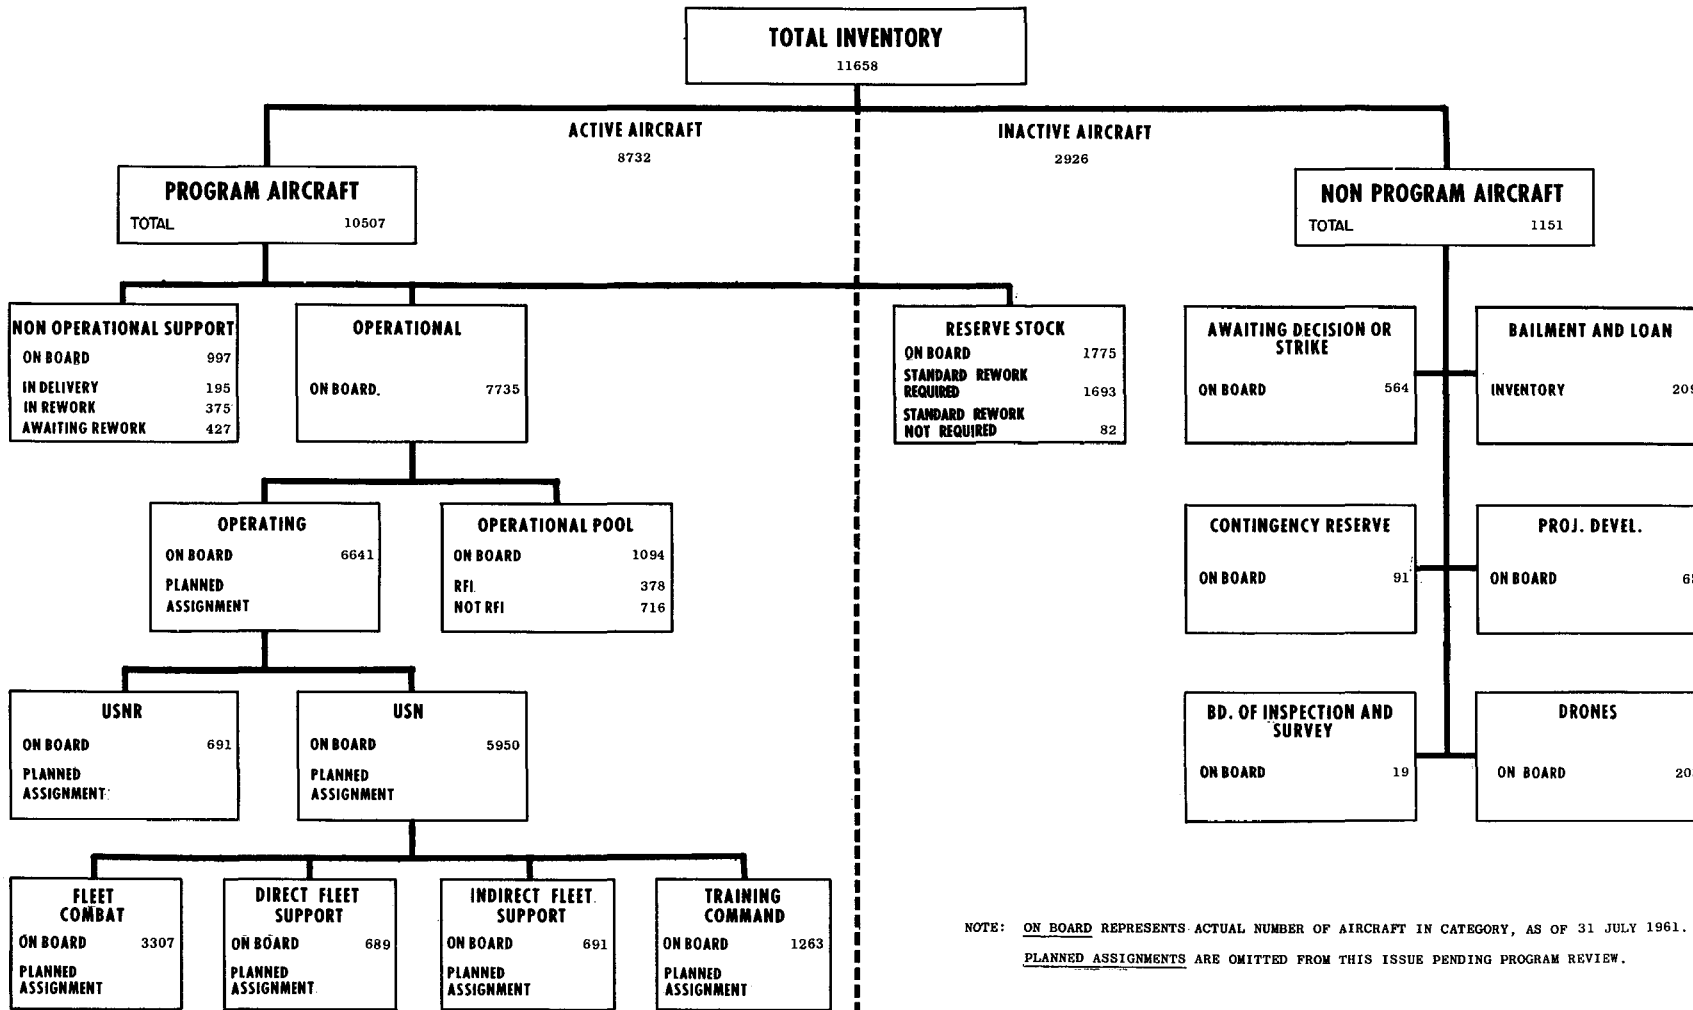 TOTAL INVENTORY
11658
ACTIVE AIRCRAFT
8732
INACTIVE AIRCRAFT
2926
PROGRAM AIRCRAFT
TOTAL 10507
NON PROGRAM AIRCRAFT
TOTAL 1151
NON OPERATIONAL SUPPORT
ON BOARD 997
IN DELIVERY 195
IN REWORK 375
AWAITING REWORK 427
OPERATIONAL
ON BOARD. 7735
RESERVE STOCK
ON BOARD 1775
STANDARD REWORK
REQUIRED 1693
STANDARD REWORK
NOT REQUIRED 82
AWAITING DECISION OR
STRIKE
ON BOARD 564
BAILMENT AND LOAN
INVENTORY
OPERATING
ON BOARD 6641
PLANNED
ASSIGNMENT
OPERATIONAL POOL
ON BOARD 1094
RFI 378
NOT RFI 716
CONTINGENCY RESERVE
ON BOARD 91
PROJ. DEVEL.
ON BOARD
USNR
ON BOARD 691
PLANNED
ASSIGNMENT
USN
ON BOARD 5950
PLANNED
ASSIGNMENT
BD. OF INSPECTION AND
SURVEY
ON BOARD 19
DRONES
ON BOARD
FLEET
COMBAT
ON BOARD 3307
PLANNED
ASSIGNMENT
DIRECT FLEET
SUPPORT
ON BOARD 689
PLANNED
ASSIGNMENT
INDIRECT FLEET
SUPPORT
ON BOARD 691
PLANNED
ASSIGNMENT
TRAINING
COMMAND
ON BOARD 1263
PLANNED
ASSIGNMENT
NOTE: ON BOARD REPRESENTS ACTUAL NUMBER OF AIRCRAFT IN CATEGORY, AS OF 31 JULY 1961.
PLANNED ASSIGNMENTS ARE OMITTED FROM THIS ISSUE PENDING PROGRAM REVIEW.